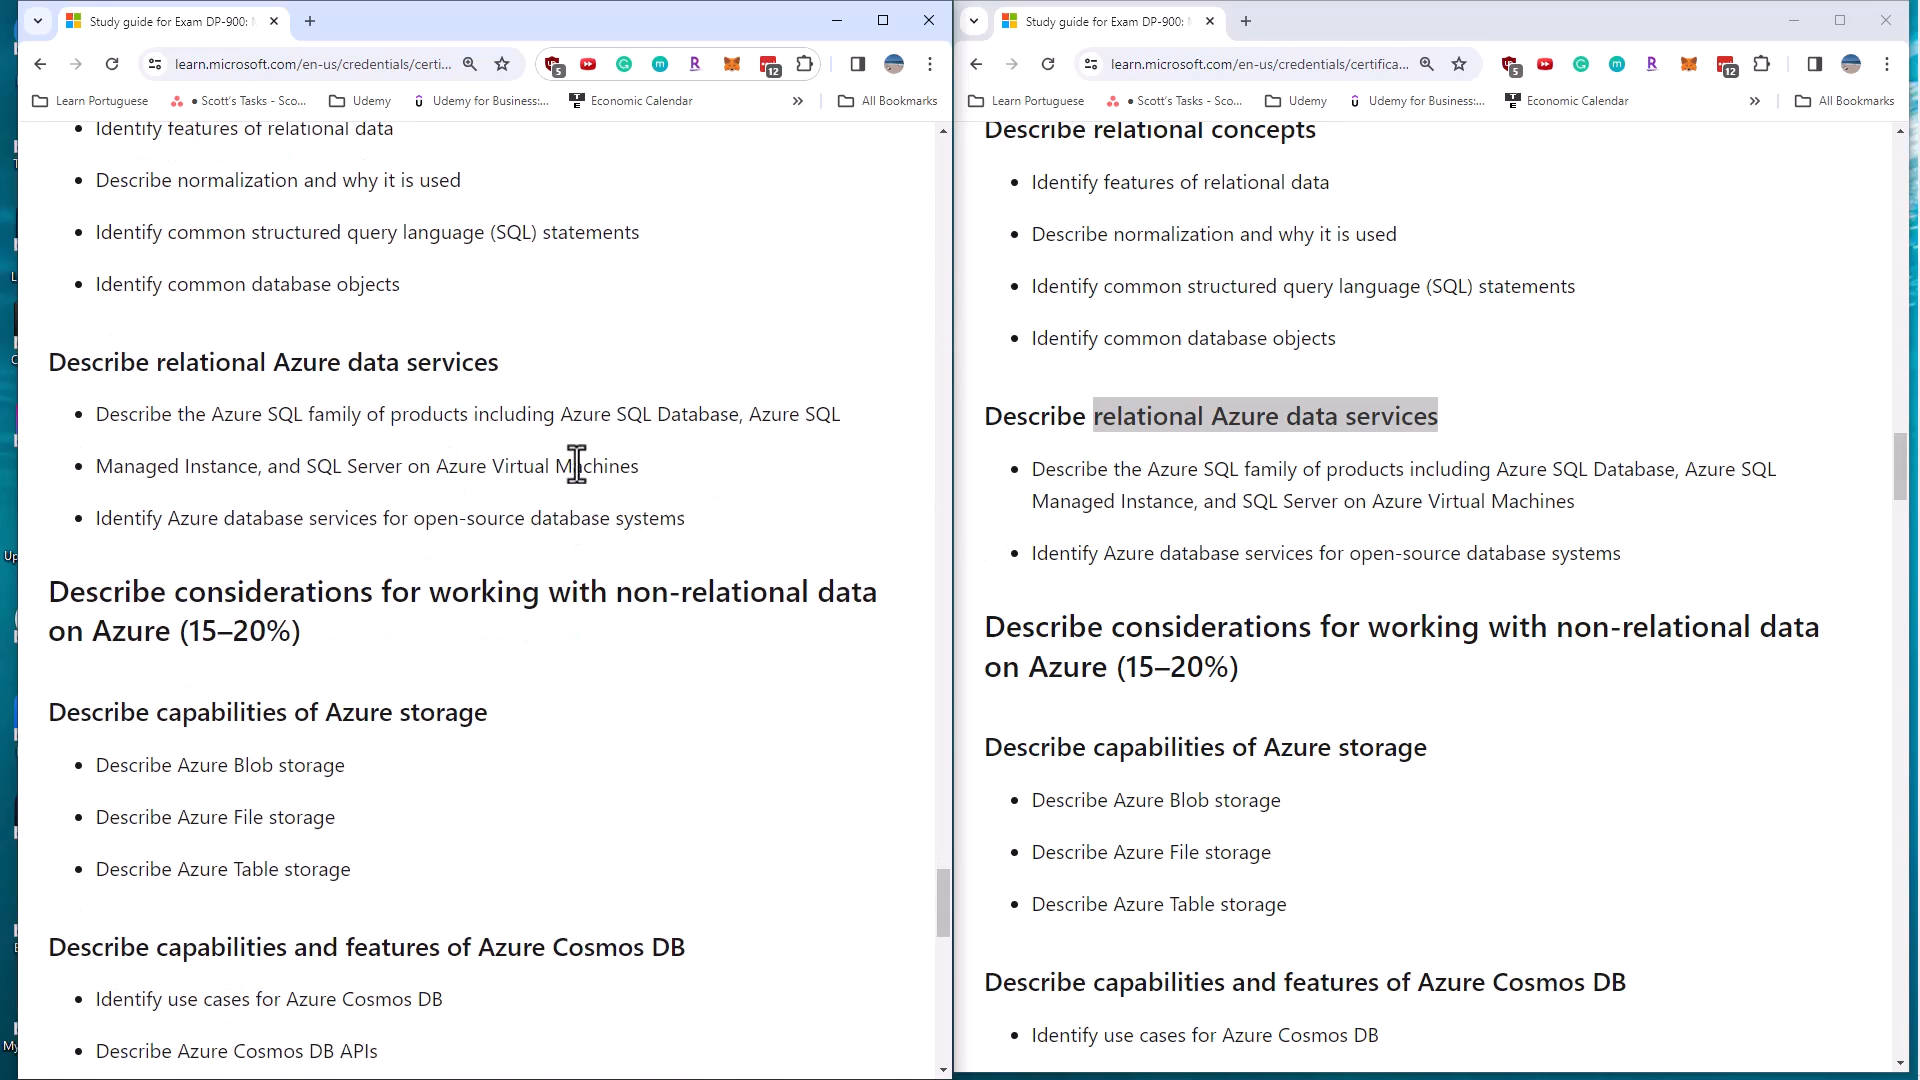 Study guide for Exam DP-900:
learn.microsoft.com/en-us/credentials/certi...
5
12
Learn Portuguese
• Scott's Tasks - Sco...
Udemy
Udemy for Business:...
Economic Calendar
All Bookmarks
Identify features of relational data
Describe normalization and why it is used
Identify common structured query language (SQL) statements
Identify common database objects
Describe relational Azure data services
Describe the Azure SQL family of products including Azure SQL Database, Azure SQL
Managed Instance, and SQL Server on Azure Virtual Machines
Identify Azure database services for open-source database systems
Describe considerations for working with non-relational data
on Azure (15–20%)
Describe capabilities of Azure storage
Describe Azure Blob storage
Describe Azure File storage
Describe Azure Table storage
Describe capabilities and features of Azure Cosmos DB
Identify use cases for Azure Cosmos DB
Describe Azure Cosmos DB APIs
Study guide for Exam DP-900:
learn.microsoft.com/en-us/credentials/certifica...
5
12
Learn Portuguese
• Scott's Tasks - Sco...
Udemy
Udemy for Business:...
Economic Calendar
All Bookmarks
Describe relational concepts
Identify features of relational data
Describe normalization and why it is used
Identify common structured query language (SQL) statements
Identify common database objects
Describe relational Azure data services
Describe the Azure SQL family of products including Azure SQL Database, Azure SQL
Managed Instance, and SQL Server on Azure Virtual Machines
Identify Azure database services for open-source database systems
Describe considerations for working with non-relational data
on Azure (15–20%)
Describe capabilities of Azure storage
Describe Azure Blob storage
Describe Azure File storage
Describe Azure Table storage
Describe capabilities and features of Azure Cosmos DB
Identify use cases for Azure Cosmos DB